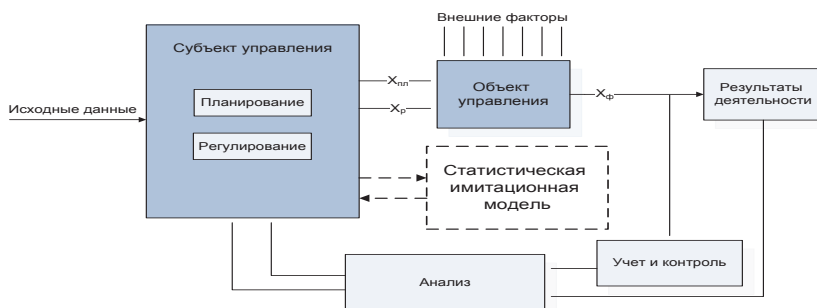 Внешние факторы
Субъект управления
Xпл
Объект
управления
Xф
Результаты
деятельности
Исходные данные
Планирование
Xр
Регулирование
Статистическая
имитационная
модель
Учет и контроль
Анализ